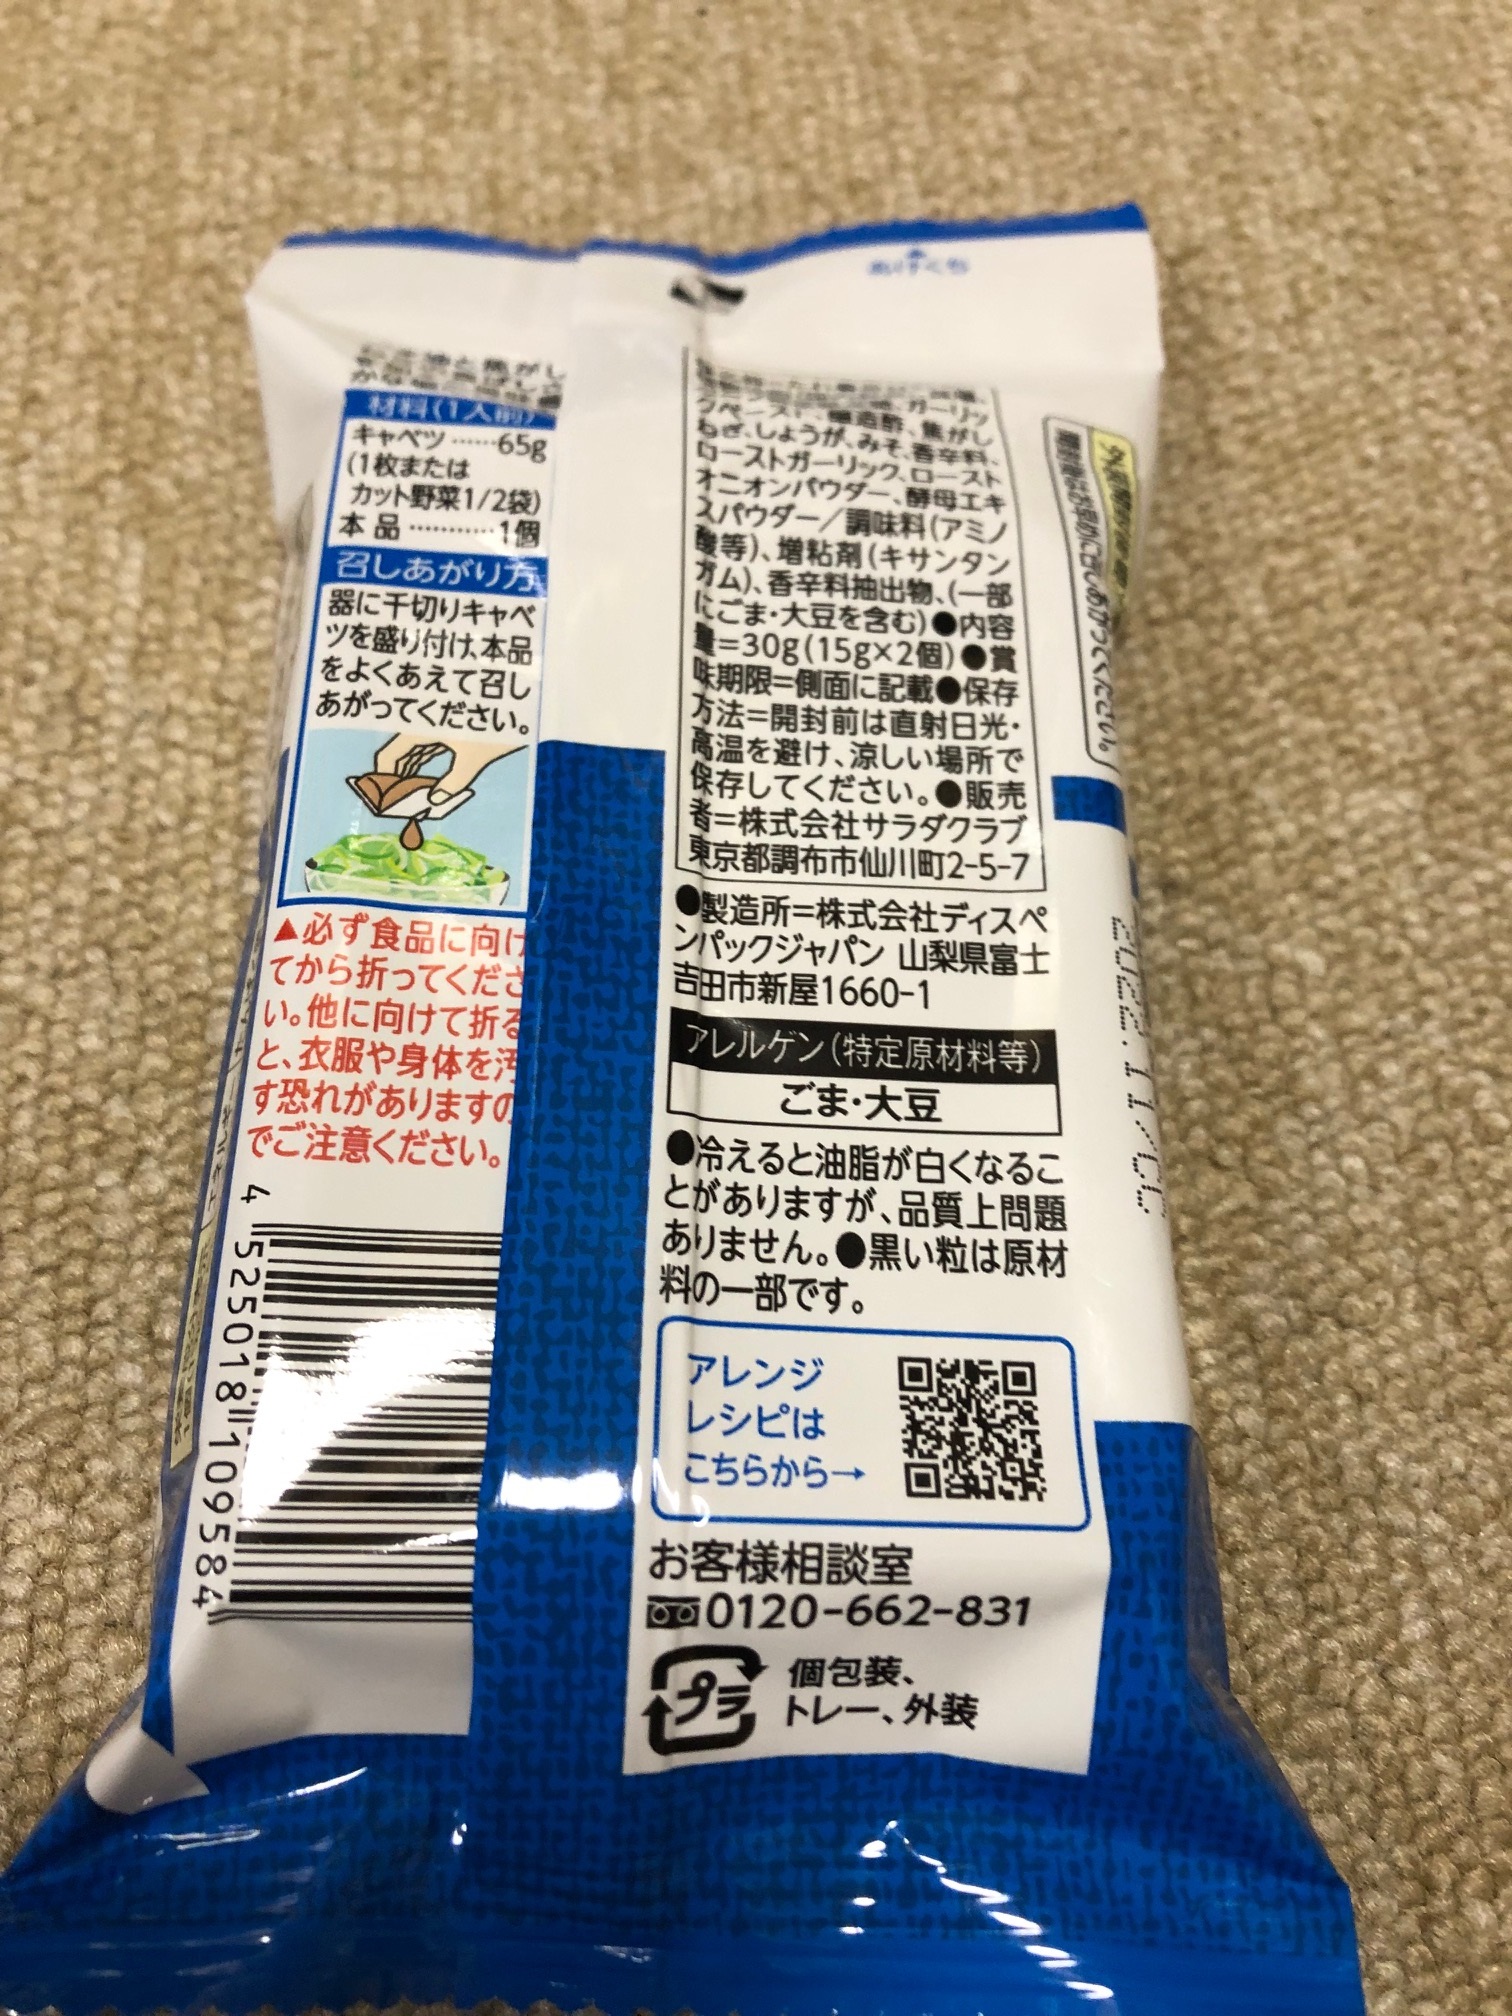 あけくち
材料(1人前)
キャベツ……65g
(1枚または
カット野菜1/2袋)
本品…………1個
召しあがり方
器に千切りキャベ
ツを盛り付け、本品
をよくあえて召し
あがってください。
▲必ず食品に向け
てから折ってくださ
い。他に向けて折る
と、衣服や身体を汚
す恐れがありますの
でご注意ください。
4 525018 109584
ガーリッ
クペースト、醸造酢、焦がし
ねぎ、しょうが、みそ、香辛料、
ローストガーリック、ロースト
オニオンパウダー、酵母エキ
スパウダー／調味料(アミノ
酸等)、増粘剤(キサンタン
ガム)、香辛料抽出物、(一部
にごま・大豆を含む)●内容
量=30g(15g×2個)●賞
味期限=側面に記載●保存
方法=開封前は直射日光・
高温を避け、涼しい場所で
保存してください。●販売
者=株式会社サラダクラブ
東京都調布市仙川町2-5-7
●製造所=株式会社ディスペ
ンパックジャパン 山梨県富士
吉田市新屋1660-1
アレルゲン(特定原材料等)
ごま・大豆
●冷えると油脂が白くなるこ
とがありますが、品質上問題
ありません。●黒い粒は原材
料の一部です。
アレンジ
レシピは
こちらから→
お客様相談室
0120-662-831
プラ
個包装、
トレー、外装